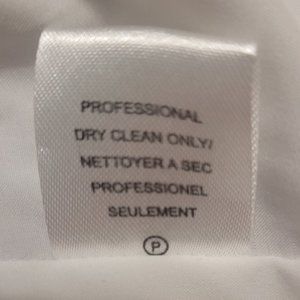 PROFESSIONAL
DRY CLEAN ONLY/
NETTOYER A SEC
PROFESSIONEL
SEULEMENT
P